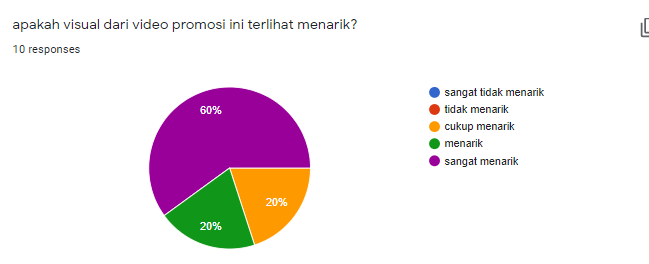 apakah visual dari video promosi ini terlihat menarik?
10 responses
sangat tidak menarik
tidak menarik
cukup menarik
menarik
sangat menarik
60%
20%
20%